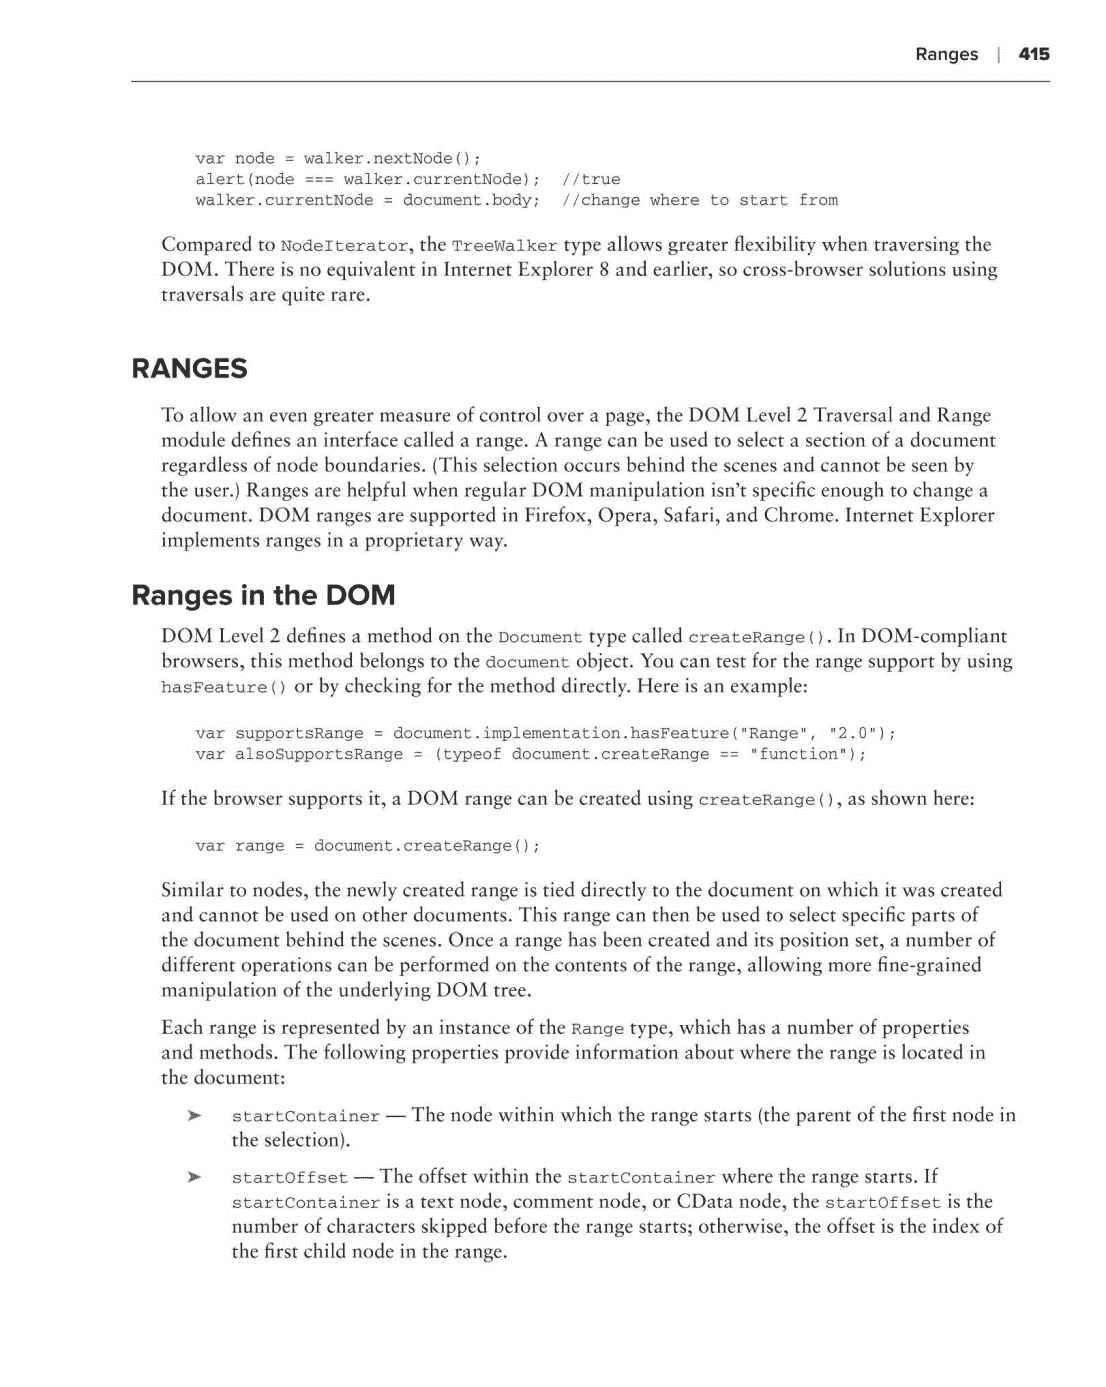 Ranges | 415
var node = walker.nextNode();
alert(node === walker.currentNode);  //true
walker.currentNode = document.body;  //change where to start from
Compared to NodeIterator, the TreeWalker type allows greater flexibility when traversing the
DOM. There is no equivalent in Internet Explorer 8 and earlier, so cross-browser solutions using
traversals are quite rare.
RANGES
To allow an even greater measure of control over a page, the DOM Level 2 Traversal and Range
module defines an interface called a range. A range can be used to select a section of a document
regardless of node boundaries. (This selection occurs behind the scenes and cannot be seen by
the user.) Ranges are helpful when regular DOM manipulation isn't specific enough to change a
document. DOM ranges are supported in Firefox, Opera, Safari, and Chrome. Internet Explorer
implements ranges in a proprietary way.
Ranges in the DOM
DOM Level 2 defines a method on the Document type called createRange(). In DOM-compliant
browsers, this method belongs to the document object. You can test for the range support by using
hasFeature() or by checking for the method directly. Here is an example:
var supportsRange = document.implementation.hasFeature("Range", "2.0");
var alsoSupportsRange = (typeof document.createRange == "function");
If the browser supports it, a DOM range can be created using createRange(), as shown here:
var range = document.createRange();
Similar to nodes, the newly created range is tied directly to the document on which it was created
and cannot be used on other documents. This range can then be used to select specific parts of
the document behind the scenes. Once a range has been created and its position set, a number of
different operations can be performed on the contents of the range, allowing more fine-grained
manipulation of the underlying DOM tree.
Each range is represented by an instance of the Range type, which has a number of properties
and methods. The following properties provide information about where the range is located in
the document:
➤ startContainer — The node within which the range starts (the parent of the first node in
the selection).
➤ startOffset — The offset within the startContainer where the range starts. If
startContainer is a text node, comment node, or CData node, the startOffset is the
number of characters skipped before the range starts; otherwise, the offset is the index of
the first child node in the range.